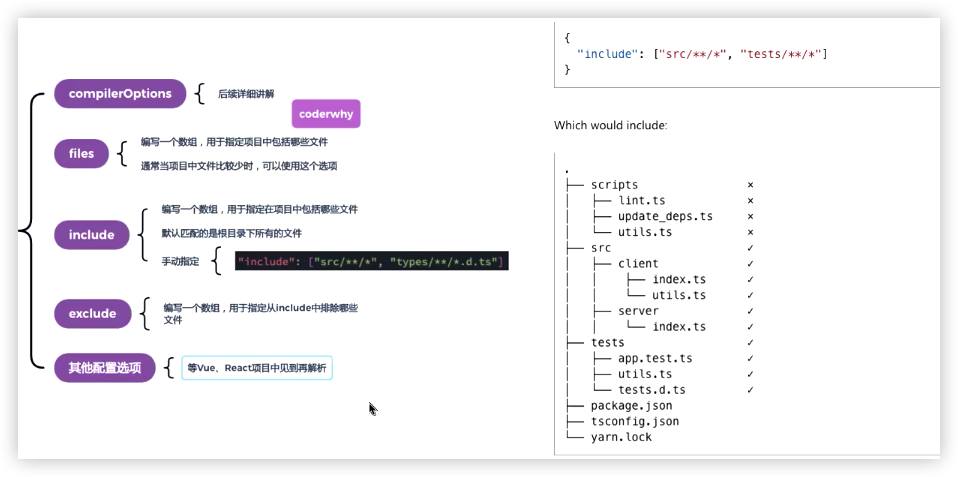 compilerOptions
后续详细讲解
coderwhy
files
编写一个数组，用于指定项目中包括哪些文件
通常当项目中文件比较少时，可以使用这个选项
include
编写一个数组，用于指定在项目中包括哪些文件
默认匹配的是根目录下所有的文件
手动指定
"include": ["src/**/*", "types/**/*.d.ts"]
exclude
编写一个数组，用于指定从include中排除哪些
文件
其他配置选项
等Vue、React项目中见到再解析
{
"include": ["src/**/*", "tests/**/*"]
}
Which would include:
.
├── scripts ⨯
│   ├── lint.ts ⨯
│   ├── update_deps.ts ⨯
│   └── utils.ts ⨯
├── src ✓
│   ├── client ✓
│   │    ├── index.ts ✓
│   │    └── utils.ts ✓
│   ├── server ✓
│   │    └── index.ts ✓
├── tests ✓
│   ├── app.test.ts ✓
│   ├── utils.ts ✓
│   └── tests.d.ts ✓
├── package.json
├── tsconfig.json
└── yarn.lock